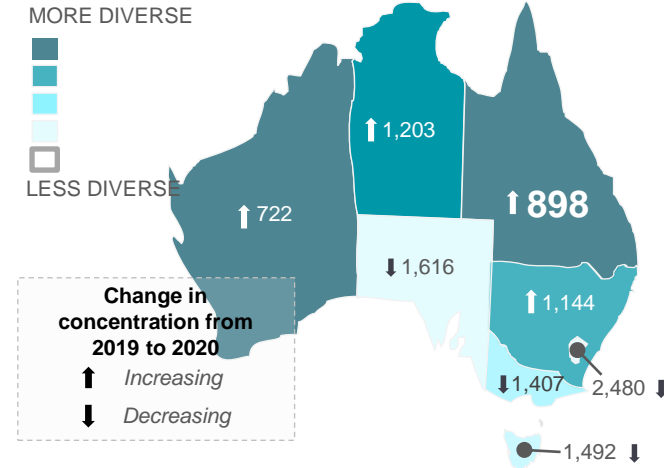 MORE DIVERSE
LESS DIVERSE
1,203
722
898
1,616
1,144
1,407
2,480
1,492
Change in
concentration from
2019 to 2020
Increasing
Decreasing